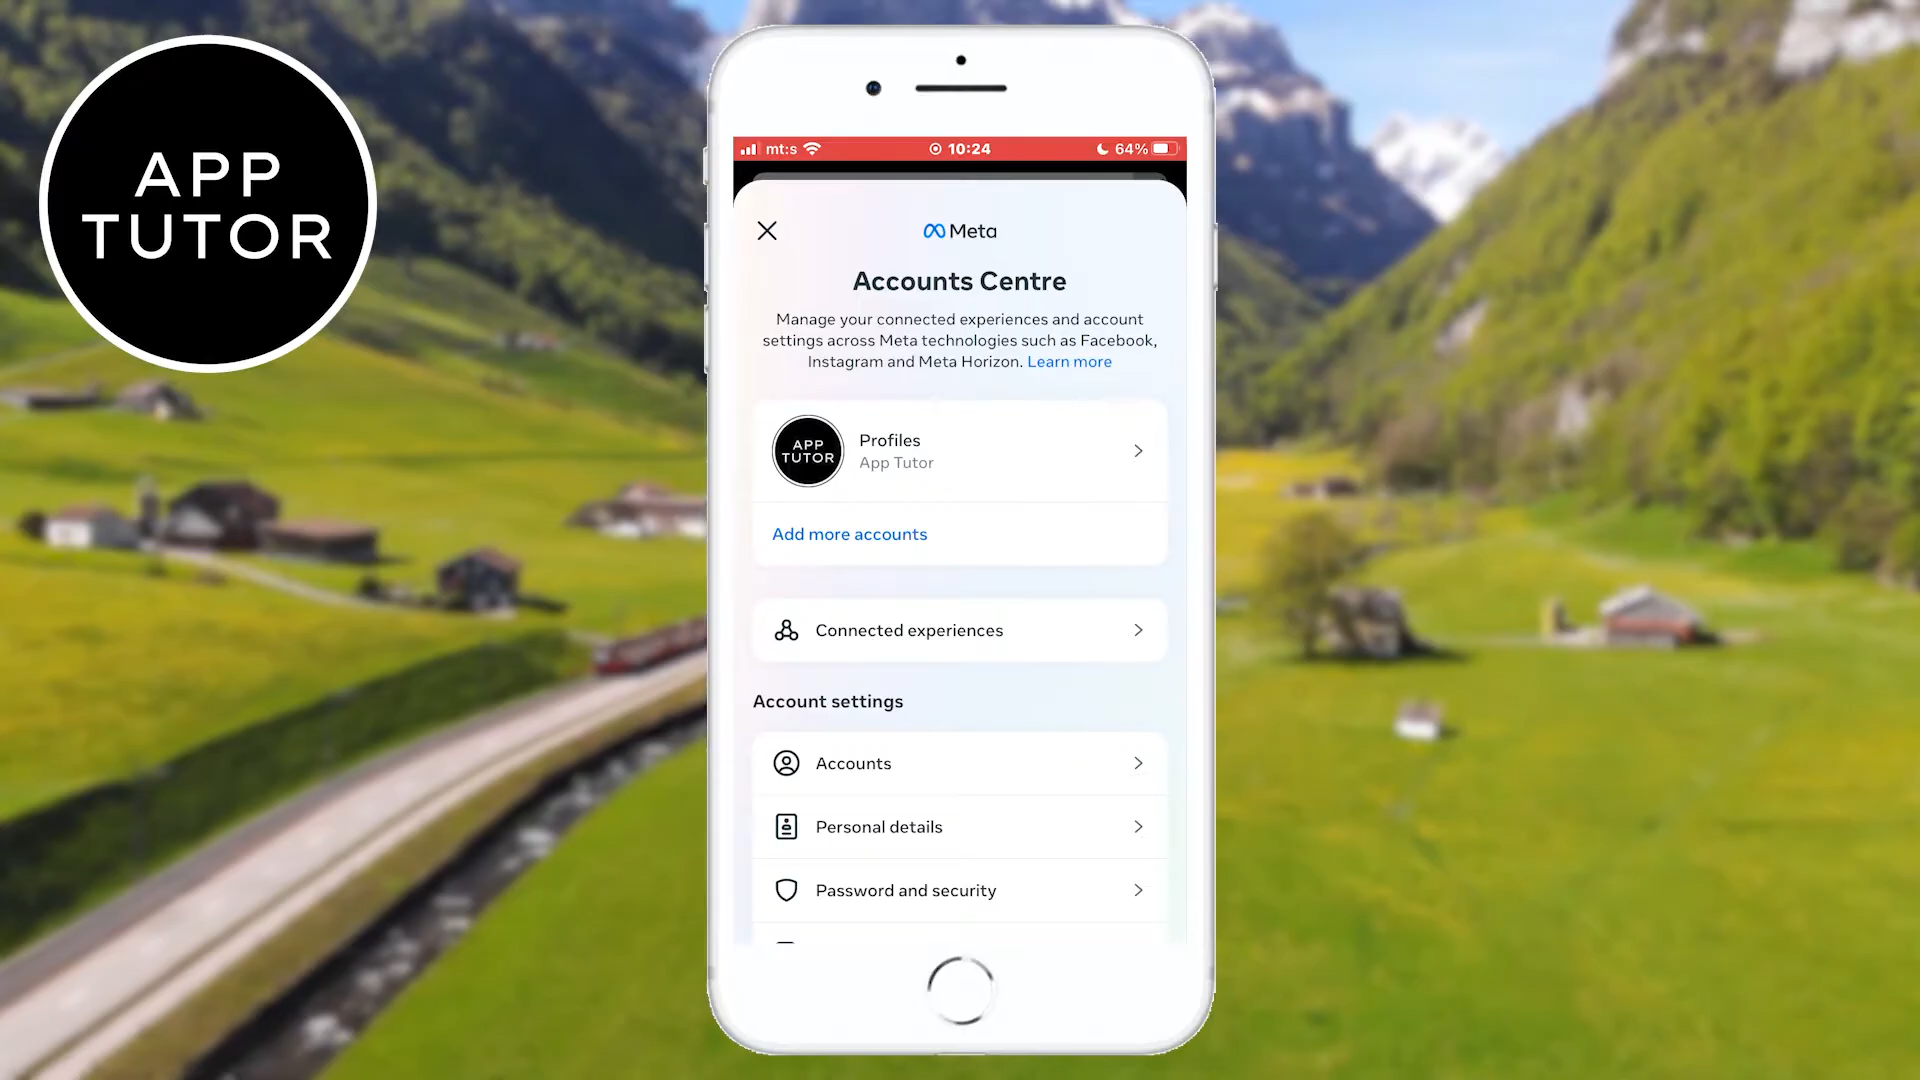 APP
TUTOR
mt:s
10:24
64%
Meta
Accounts Centre
Manage your connected experiences and account
settings across Meta technologies such as Facebook,
Instagram and Meta Horizon. Learn more
APP
TUTOR
Profiles
App Tutor
Add more accounts
Connected experiences
Account settings
Accounts
Personal details
Password and security